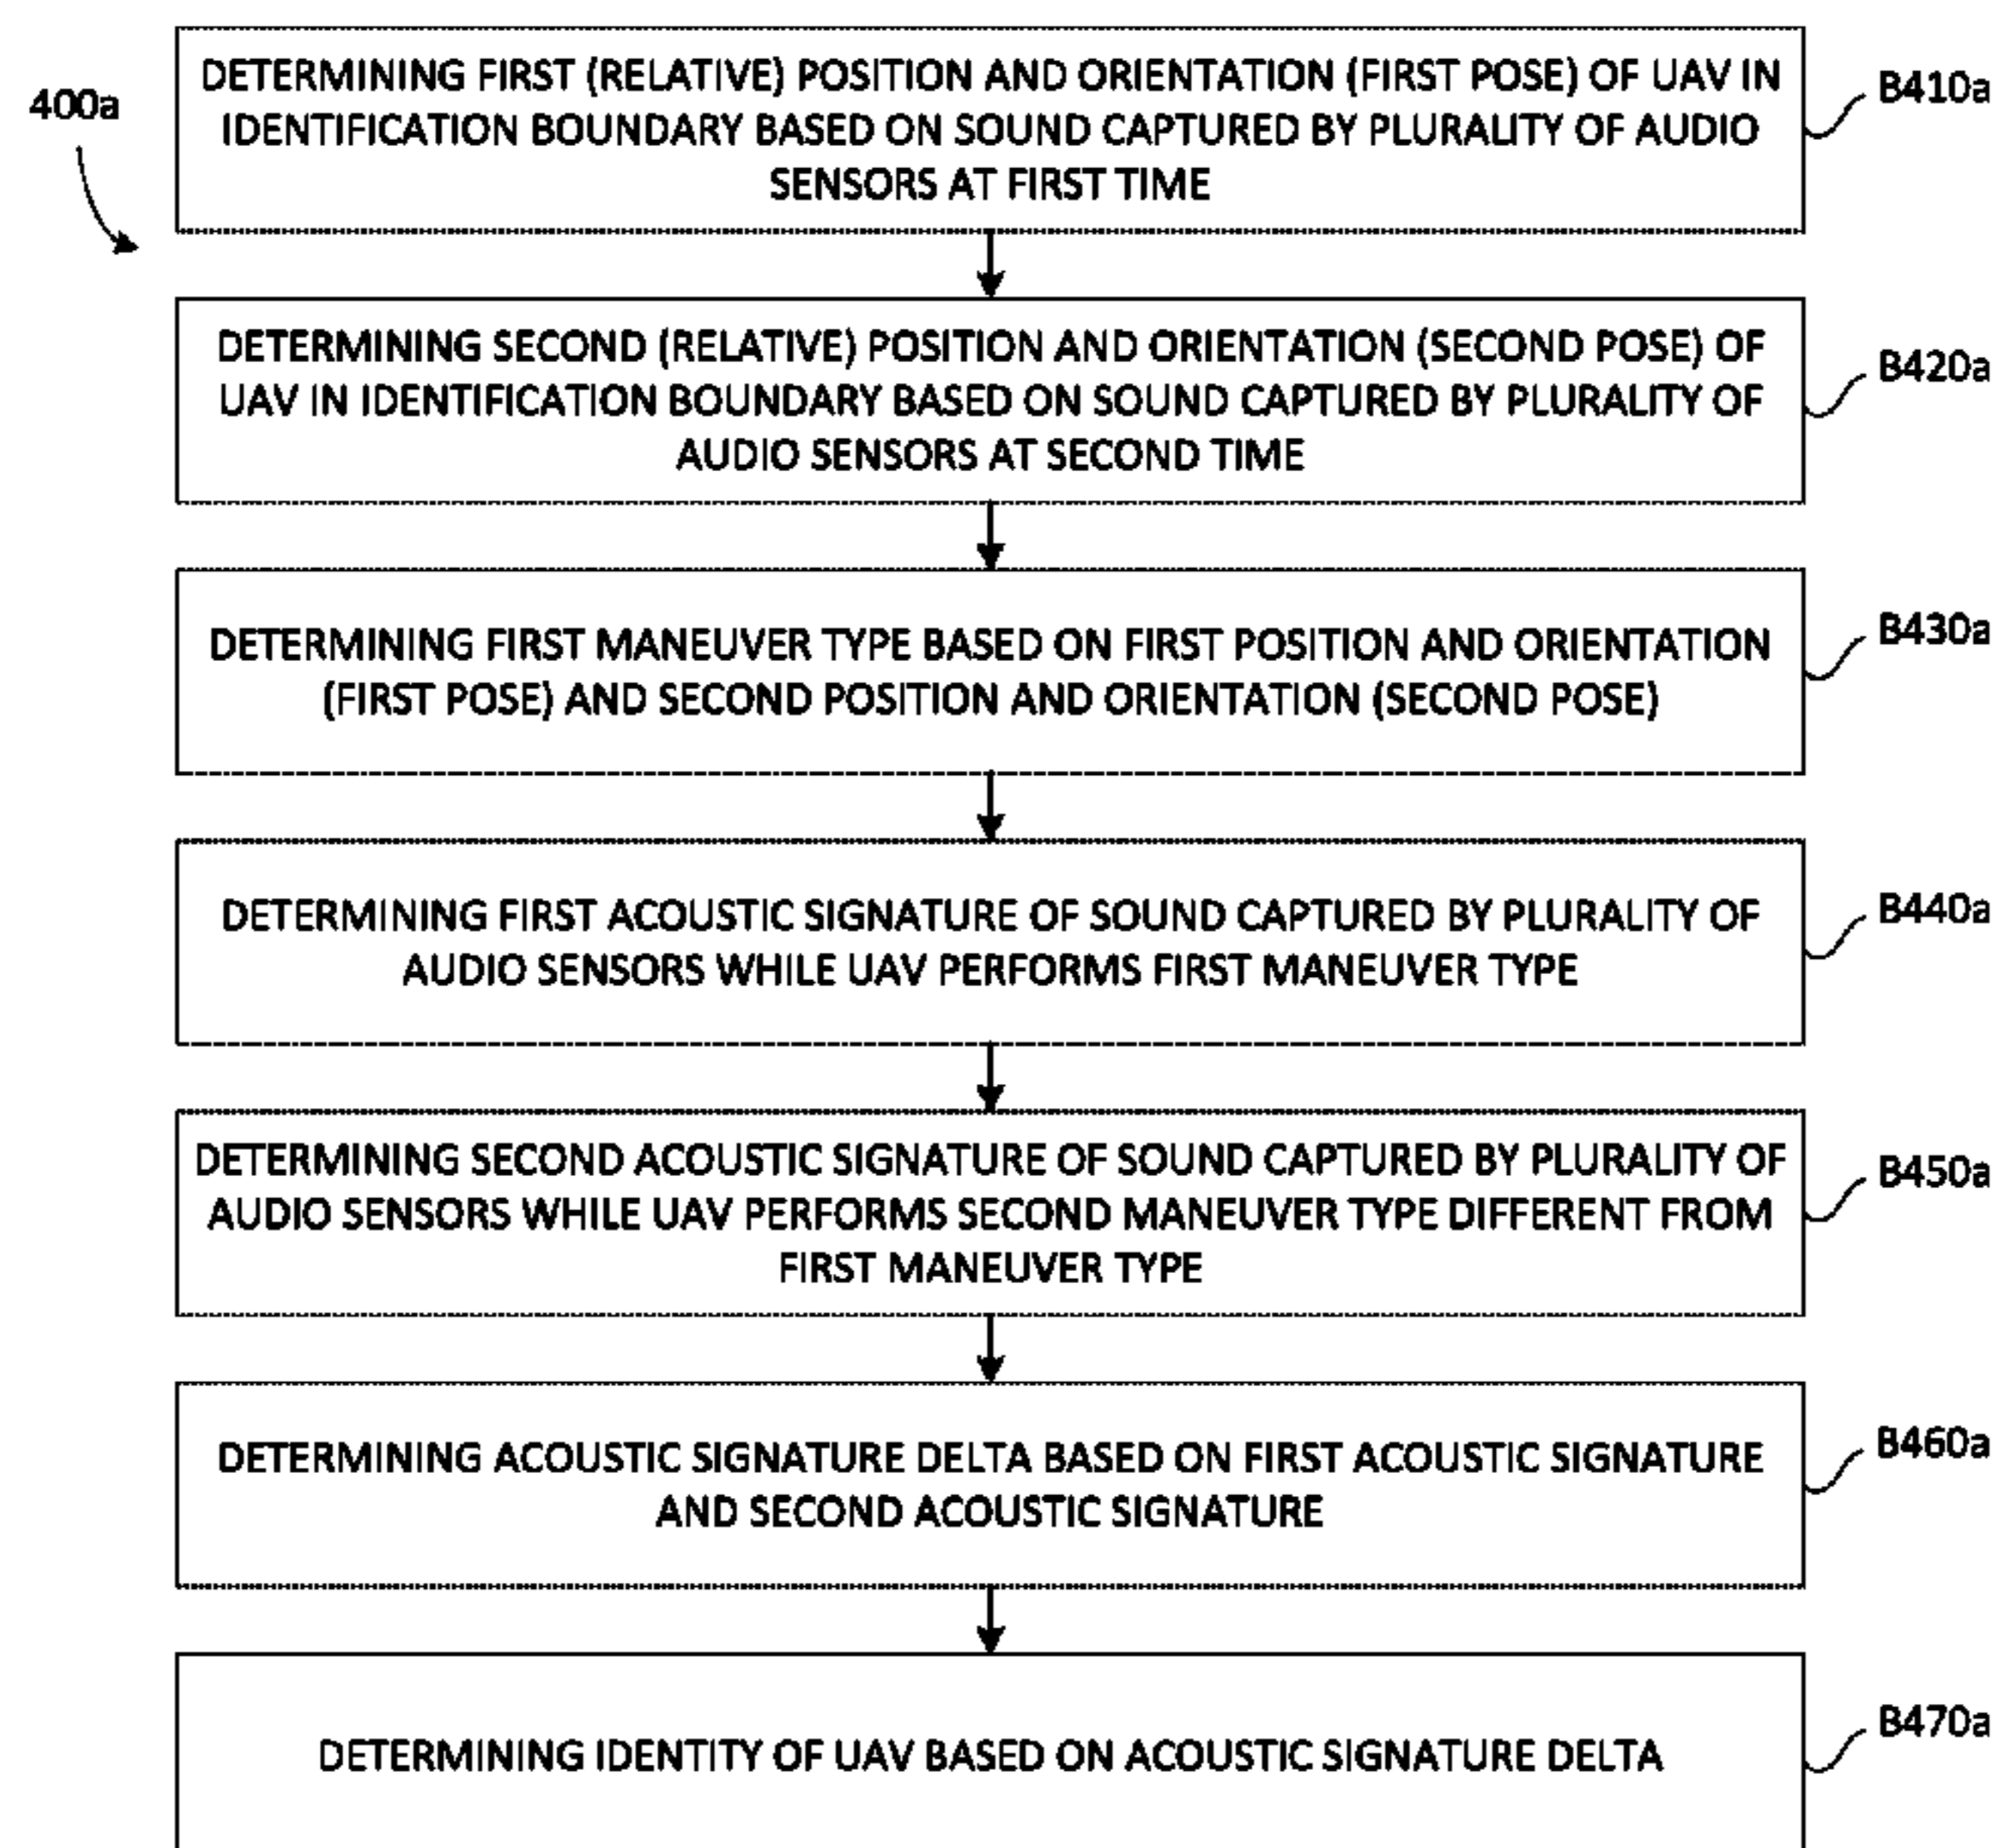 400a
DETERMINING FIRST (RELATIVE) POSITION AND ORIENTATION (FIRST POSE) OF UAV IN
IDENTIFICATION BOUNDARY BASED ON SOUND CAPTURED BY PLURALITY OF AUDIO
SENSORS AT FIRST TIME
B410a
DETERMINING SECOND (RELATIVE) POSITION AND ORIENTATION (SECOND POSE) OF
UAV IN IDENTIFICATION BOUNDARY BASED ON SOUND CAPTURED BY PLURALITY OF
AUDIO SENSORS AT SECOND TIME
B420a
DETERMINING FIRST MANEUVER TYPE BASED ON FIRST POSITION AND ORIENTATION
(FIRST POSE) AND SECOND POSITION AND ORIENTATION (SECOND POSE)
B430a
DETERMINING FIRST ACOUSTIC SIGNATURE OF SOUND CAPTURED BY PLURALITY OF
AUDIO SENSORS WHILE UAV PERFORMS FIRST MANEUVER TYPE
B440a
DETERMINING SECOND ACOUSTIC SIGNATURE OF SOUND CAPTURED BY PLURALITY OF
AUDIO SENSORS WHILE UAV PERFORMS SECOND MANEUVER TYPE DIFFERENT FROM
FIRST MANEUVER TYPE
B450a
DETERMINING ACOUSTIC SIGNATURE DELTA BASED ON FIRST ACOUSTIC SIGNATURE
AND SECOND ACOUSTIC SIGNATURE
B460a
DETERMINING IDENTITY OF UAV BASED ON ACOUSTIC SIGNATURE DELTA
B470a